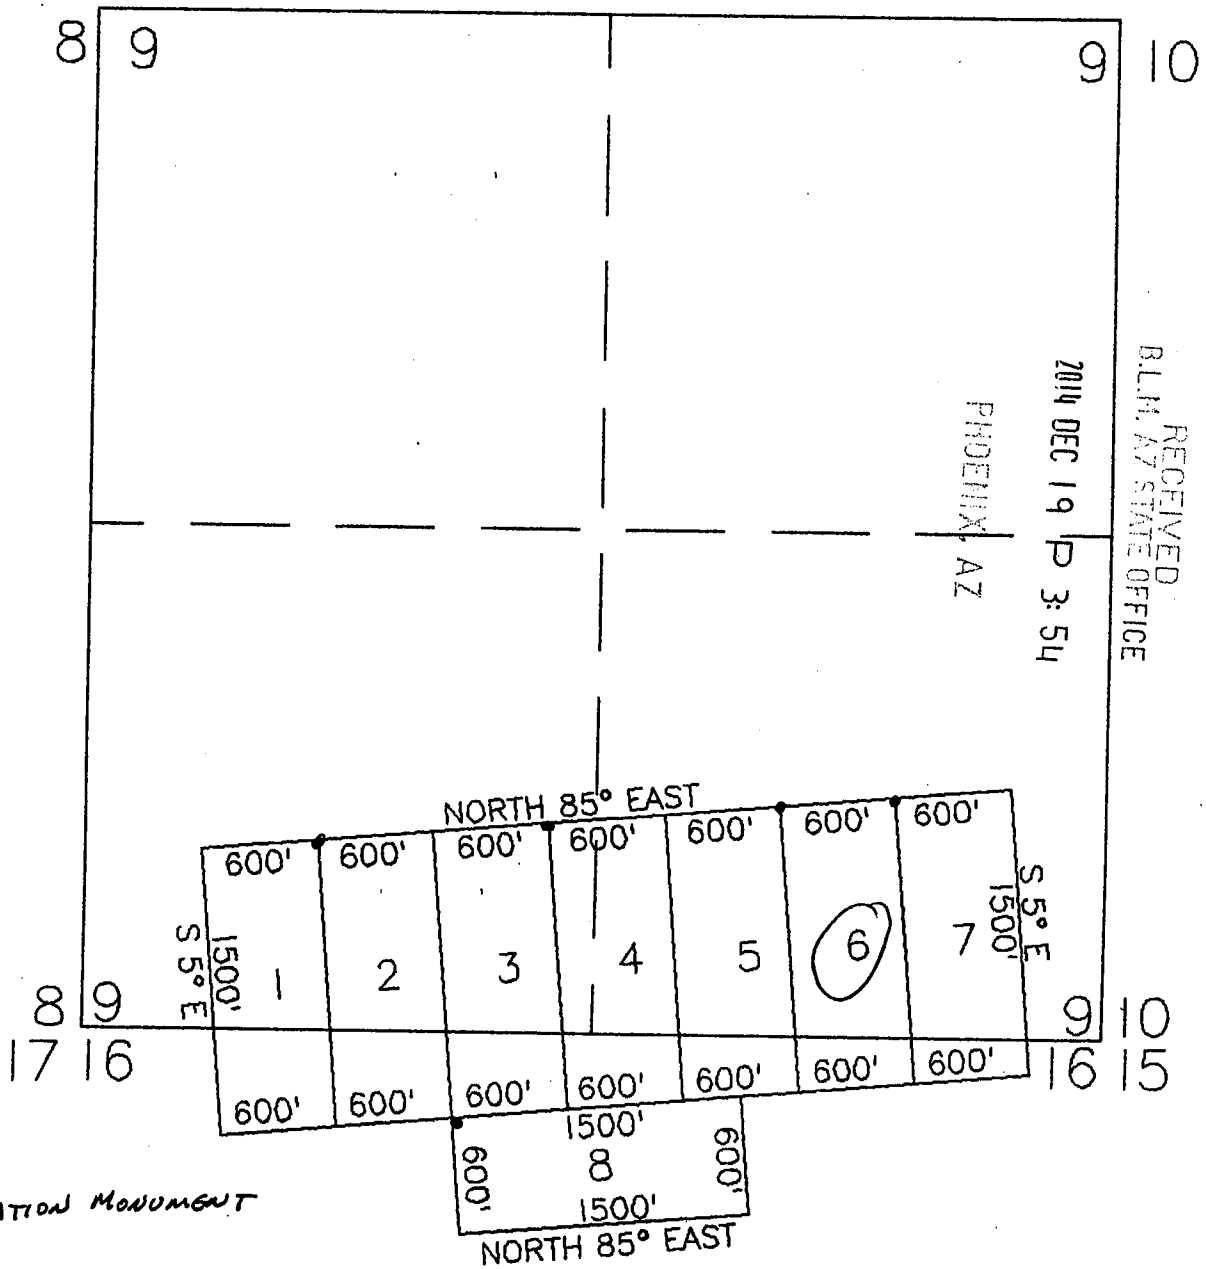 8 9
9 10
RECEIVED
B.L.M. AZ STATE OFFICE
2014 DEC 19 P 3:54
PHOENIX, AZ
NORTH 85° EAST
600' 600' 600' 600' 600' 600' 600'
S 5° E
1500'
1 2 3 4 5 6 7
1500'
S 5° E
8 9
9 10
17 16
16 15
600' 600' 600' 600' 600' 600' 600'
1500'
600'
8
600'
1500'
NORTH 85° EAST
MONUMENT